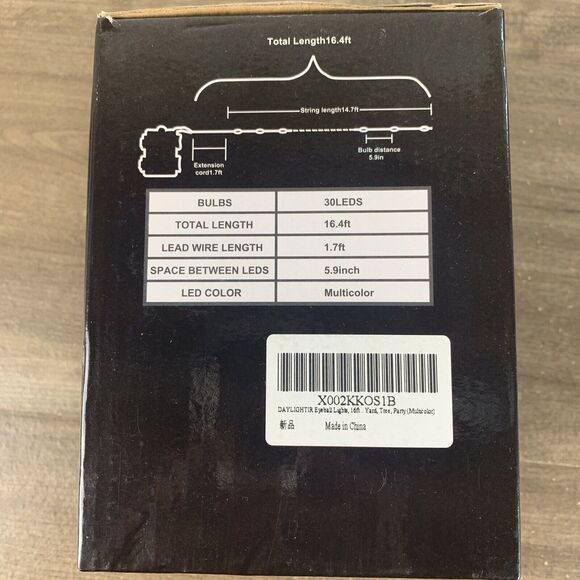 Total Length16.4ft
String length14.7ft
Extension
cord1.7ft
Bulb distance
5.9in
BULBS 30LEDS
TOTAL LENGTH 16.4ft
LEAD WIRE LENGTH 1.7ft
SPACE BETWEEN LEDS 5.9inch
LED COLOR Multicolor
X002KKOS1B
DAYLIGHTIR Eyeball Lights, 16ft... Yard, Tree, Party (Multicolor)
新品 Made in China